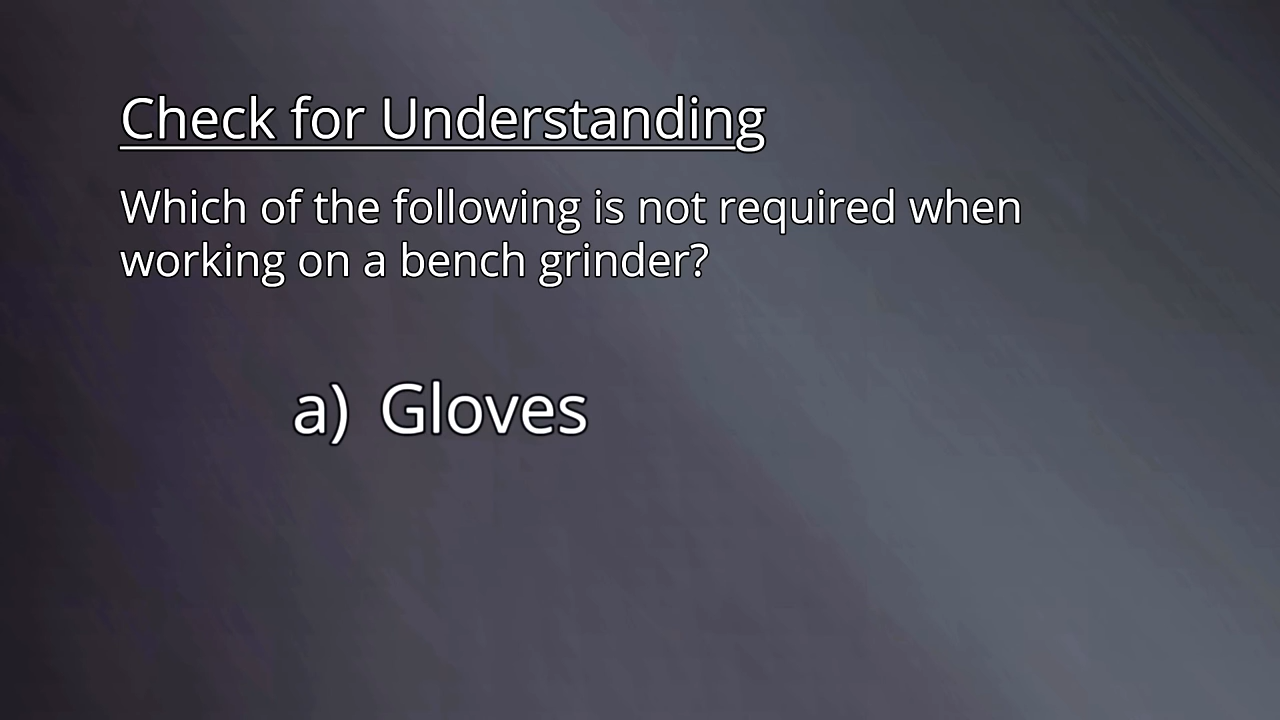 Check for Understanding
Which of the following is not required when
working on a bench grinder?
a) Gloves